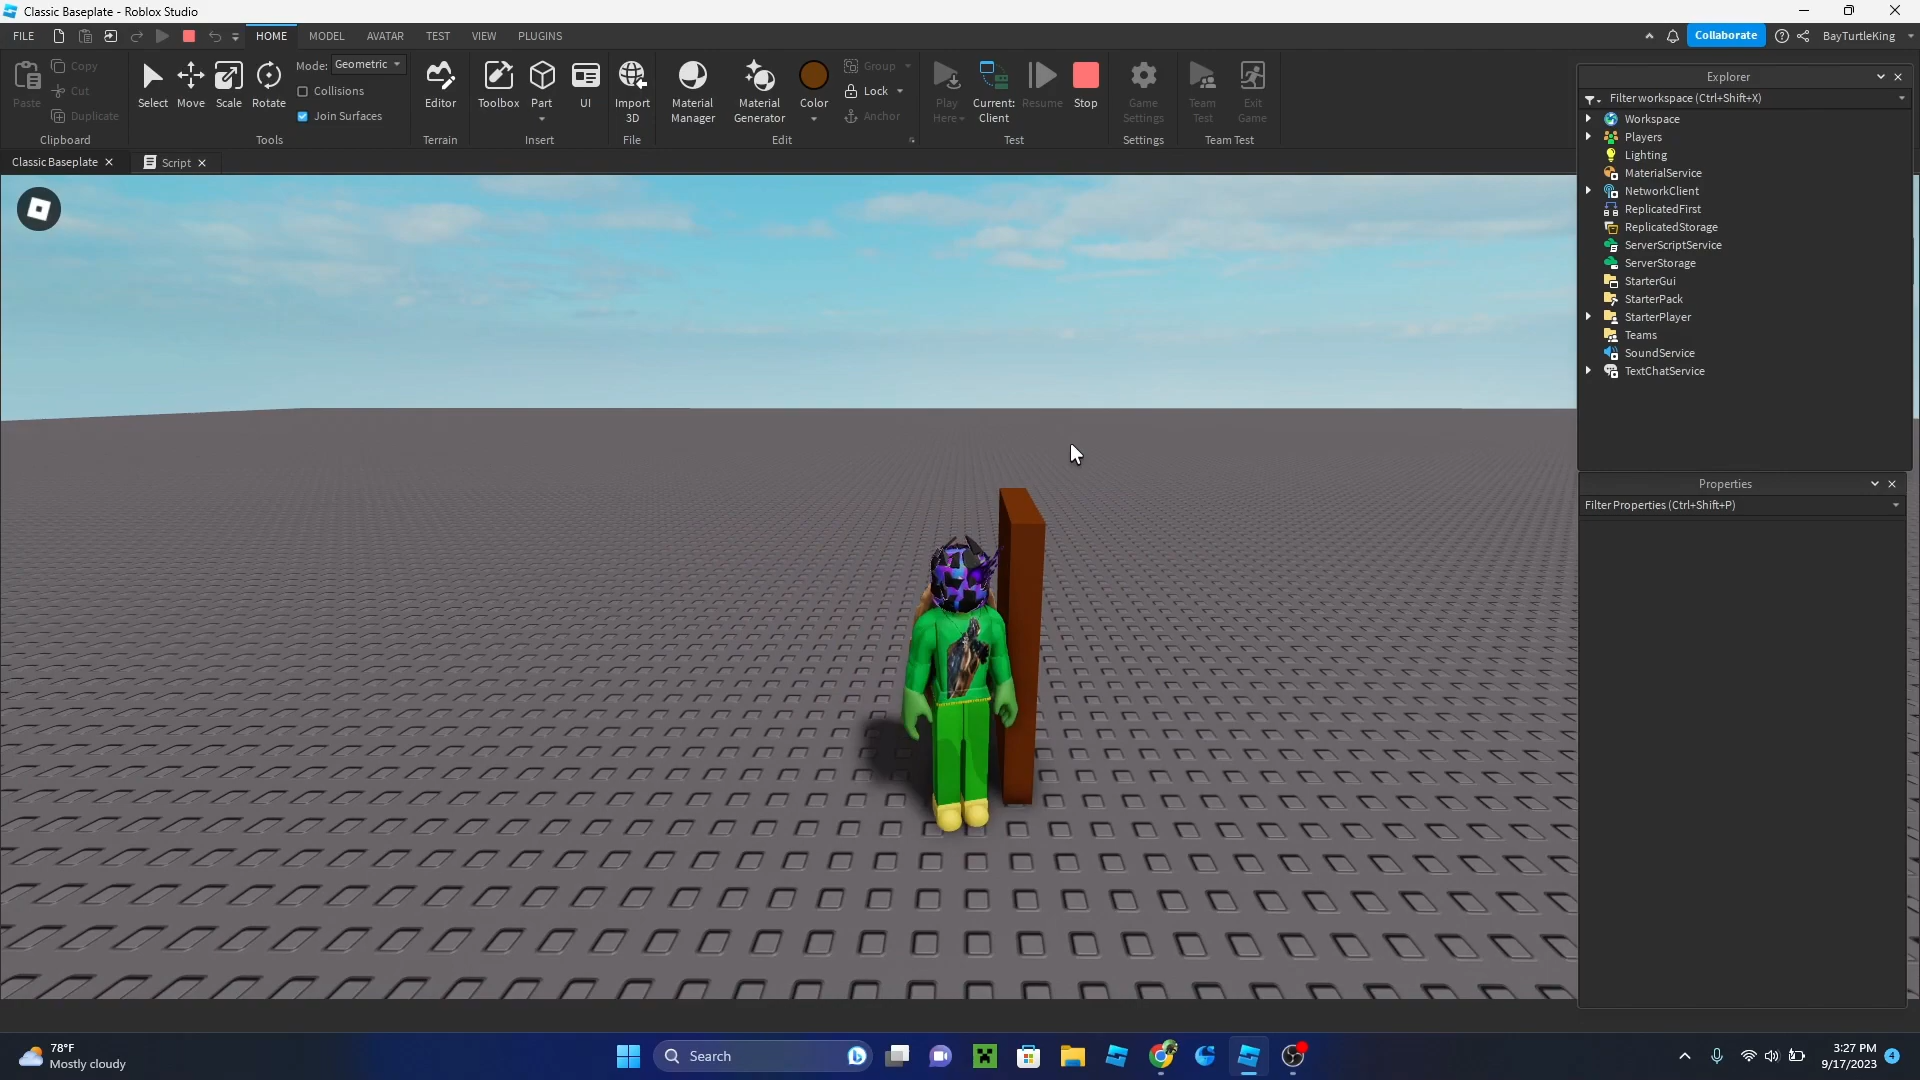 Classic Baseplate - Roblox Studio
FILE HOME MODEL AVATAR TEST VIEW PLUGINS Collaborate BayTurtleKing
Paste Copy Cut Duplicate
Clipboard
Select Move Scale Rotate
Mode: Geometric
Collisions
Join Surfaces
Tools
Editor
Terrain
Toolbox Part UI
Insert
Import 3D
File
Material Manager
Material Generator
Color
Group
Lock
Anchor
Edit
Play Here
Current: Client
Resume Stop
Test
Game Settings
Settings
Team Test
Exit Game
Team Test
Classic Baseplate
Script
Explorer
Filter workspace (Ctrl+Shift+X)
Workspace
Players
Lighting
MaterialService
NetworkClient
ReplicatedFirst
ReplicatedStorage
ServerScriptService
ServerStorage
StarterGui
StarterPack
StarterPlayer
Teams
SoundService
TextChatService
Properties
Filter Properties (Ctrl+Shift+P)
78°F
Mostly cloudy
Search
3:27 PM
9/17/2023
4